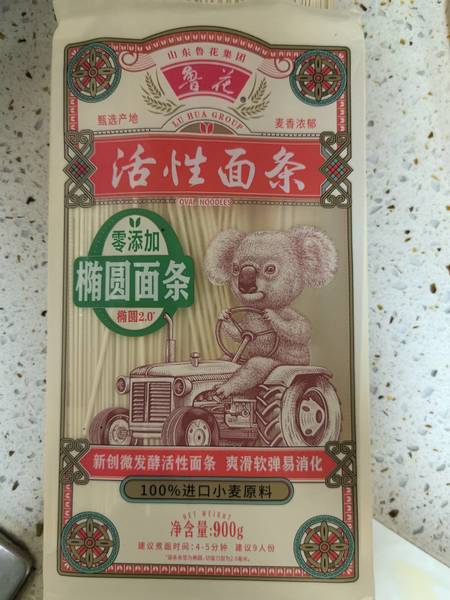 山东鲁花集团
鲁花
LU HUA GROUP
甄选产地
麦香浓郁
活性面条
OVAL NOODLES
零添加
椭圆面条
椭圆2.0
新创微发酵活性面条 爽滑软弹易消化
100%进口小麦原料
NET WEIGHT
净含量:900g
建议煮面时间:4-5分钟 建议9人份